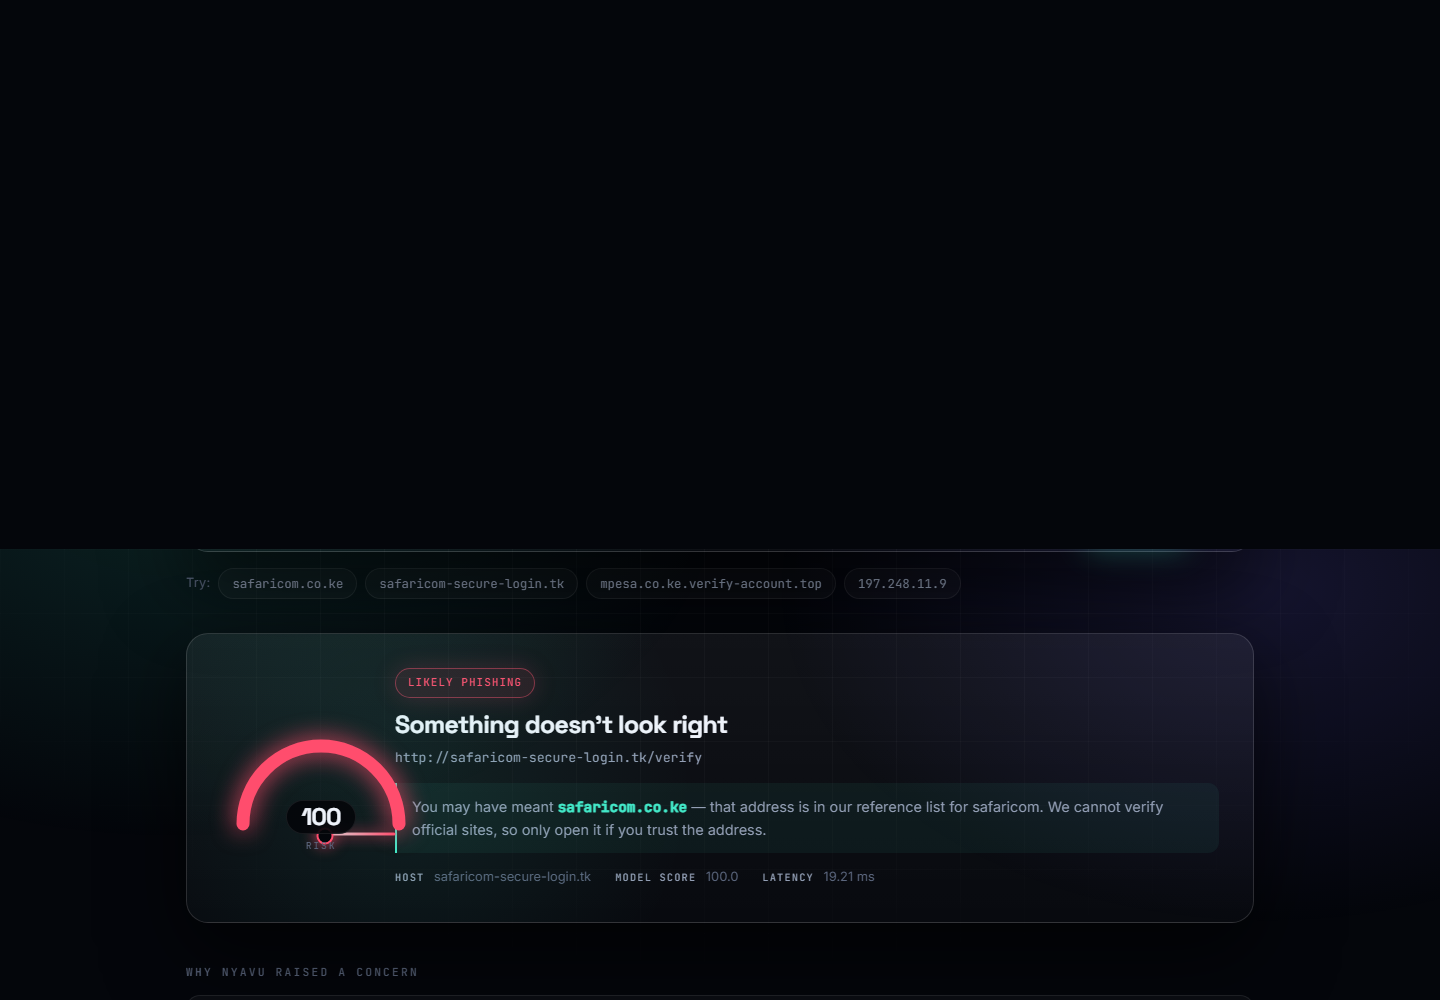 Try: safaricom.co.ke safaricom-secure-login.tk mpesa.co.ke.verify-account.top 197.248.11.9
LIKELY PHISHING
Something doesn’t look right
http://safaricom-secure-login.tk/verify
100
RISK
You may have meant safaricom.co.ke — that address is in our reference list for safaricom. We cannot verify
official sites, so only open it if you trust the address.
HOST safaricom-secure-login.tk MODEL SCORE 100.0 LATENCY 19.21 ms
WHY NYAVU RAISED A CONCERN